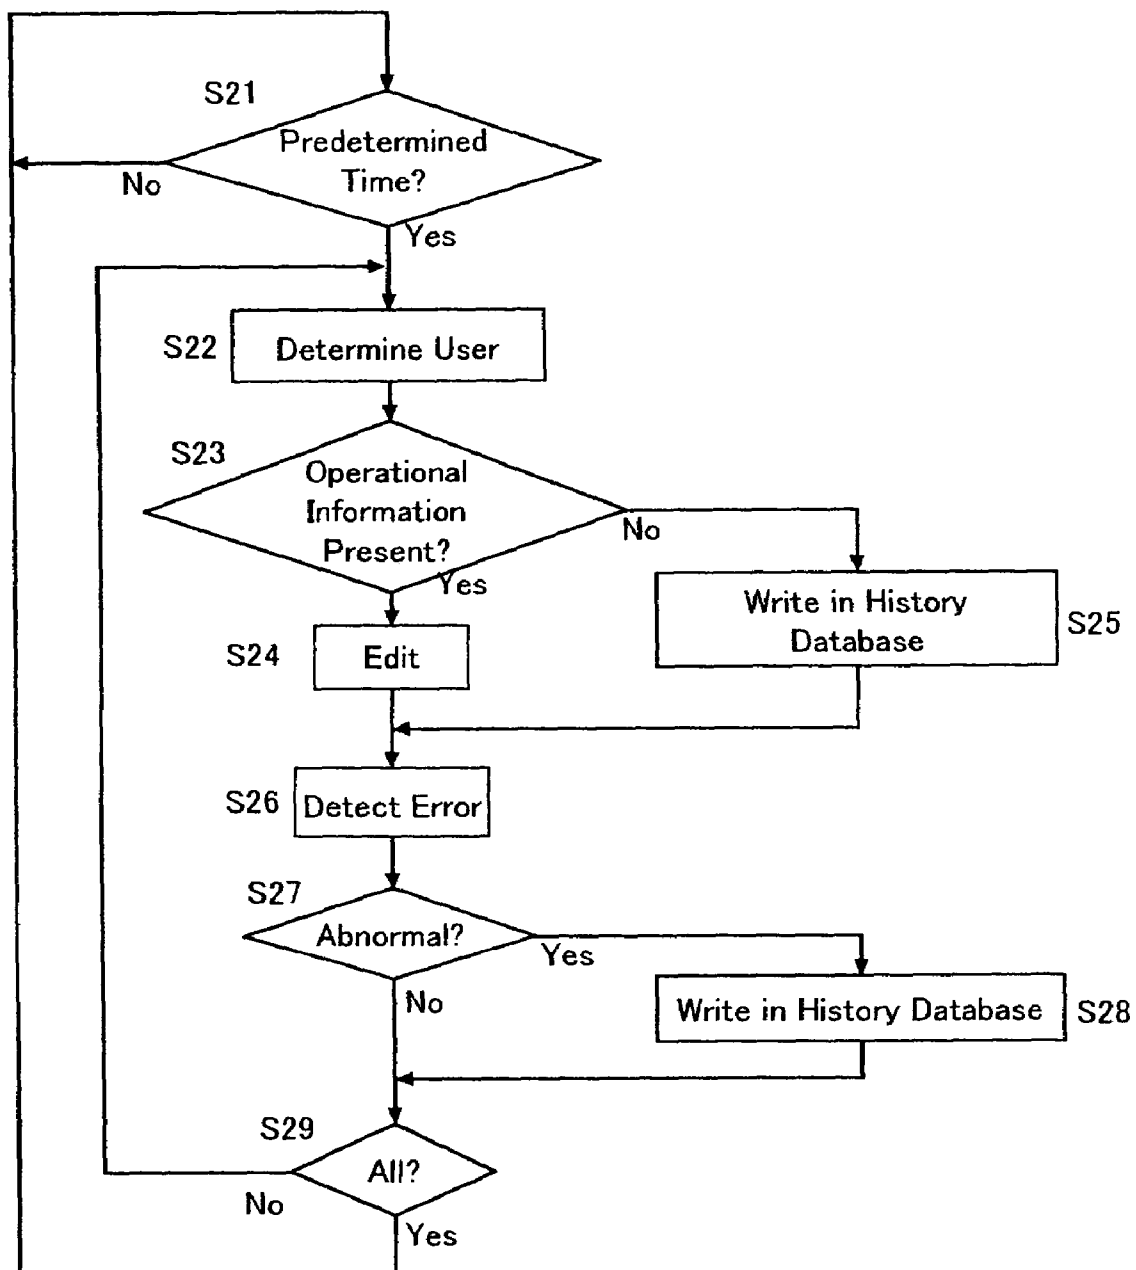 S21
Predetermined
Time?
No
Yes
S22
Determine User
S23
Operational
Information
Present?
No
Yes
Write in History
Database
S25
S24
Edit
S26
Detect Error
S27
Abnormal?
Yes
No
Write in History Database
S28
S29
All?
No
Yes